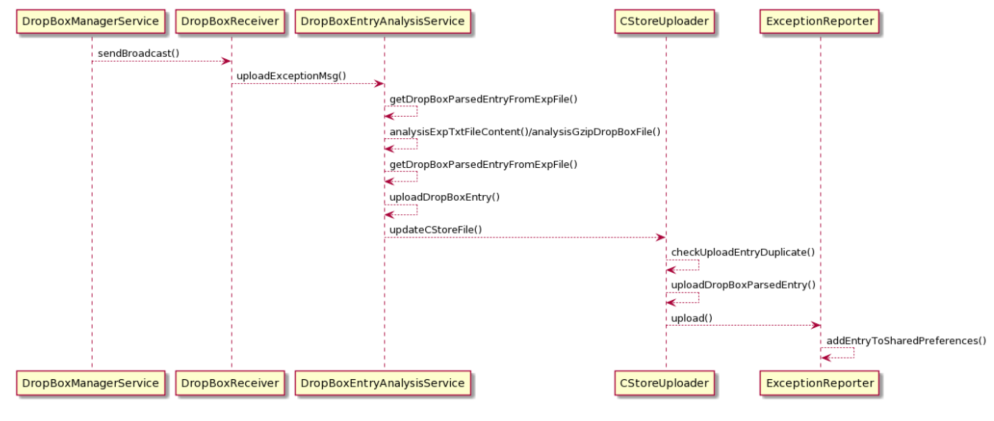 DropBoxManagerService DropBoxReceiver DropBoxEntryAnalysisService CStoreUploader ExceptionReporter
sendBroadcast()
uploadExceptionMsg()
getDropBoxParsedEntryFromExpFile()
analysisExpTxtFileContent()/analysisGzipDropBoxFile()
getDropBoxParsedEntryFromExpFile()
uploadDropBoxEntry()
updateCStoreFile()
checkUploadEntryDuplicate()
uploadDropBoxParsedEntry()
upload()
addEntryToSharedPreferences()
DropBoxManagerService DropBoxReceiver DropBoxEntryAnalysisService CStoreUploader ExceptionReporter